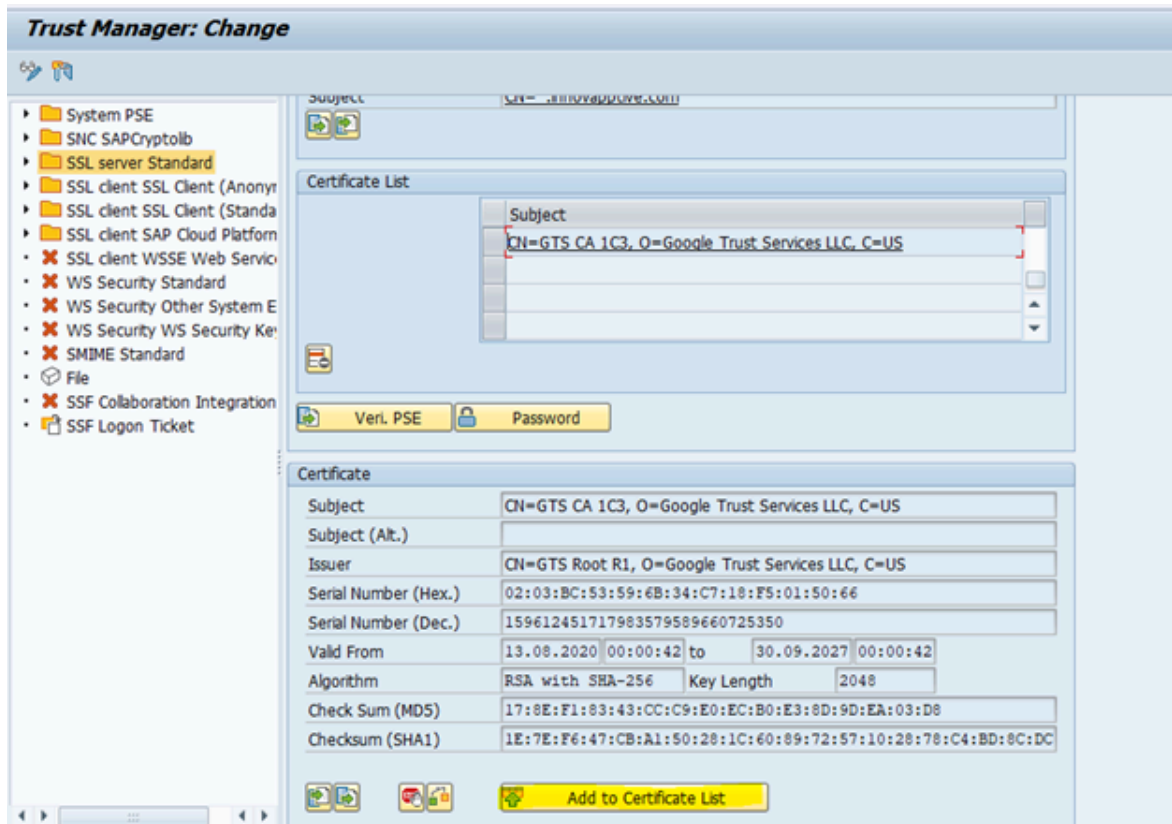 Trust Manager: Change
System PSE
SNC SAPCryptolib
SSL server Standard
SSL client SSL Client (Anonyr
SSL client SSL Client (Standa
SSL client SAP Cloud Platforn
SSL client WSSE Web Servic
WS Security Standard
WS Security Other System E
WS Security WS Security Ke
SMIME Standard
File
SSF Collaboration Integration
SSF Logon Ticket
Subject
Certificate List
Subject
CN=GTS CA 1C3, O=Google Trust Services LLC, C=US
Veri. PSE Password
Certificate
Subject CN=GTS CA 1C3, O=Google Trust Services LLC, C=US
Subject (Alt.)
Issuer CN=GTS Root R1, O=Google Trust Services LLC, C=US
Serial Number (Hex.) 02:03:BC:53:59:6B:34:C7:18:F5:01:50:66
Serial Number (Dec.) 159612451717983579589660725350
Valid From 13.08.2020 00:00:42 to 30.09.2027 00:00:42
Algorithm RSA with SHA-256 Key Length 2048
Check Sum (MD5) 17:8E:F1:83:43:CC:C9:E0:EC:B0:E3:8D:9D:EA:03:D8
Checksum (SHA1) 1E:7E:F6:47:CB:A1:50:28:1C:60:89:72:57:10:28:78:C4:BD:8C:DC
Add to Certificate List